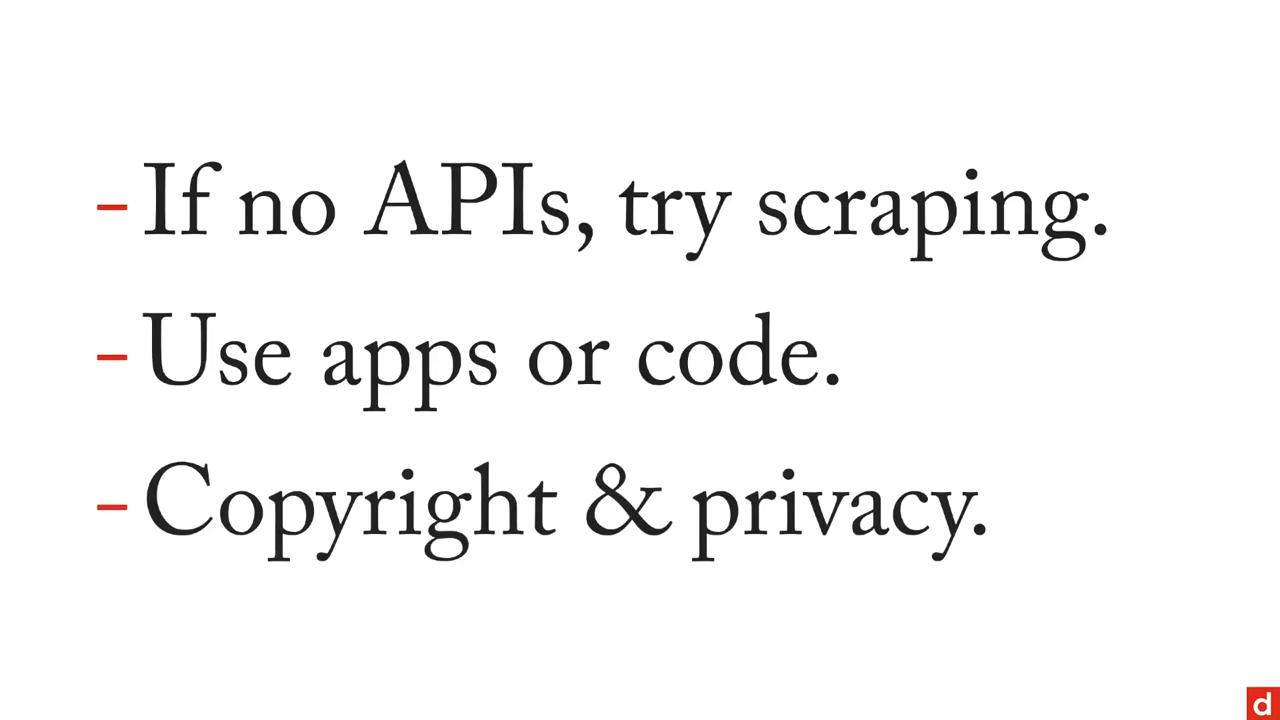 - If no APIs, try scraping.
- Use apps or code.
- Copyright & privacy.
d